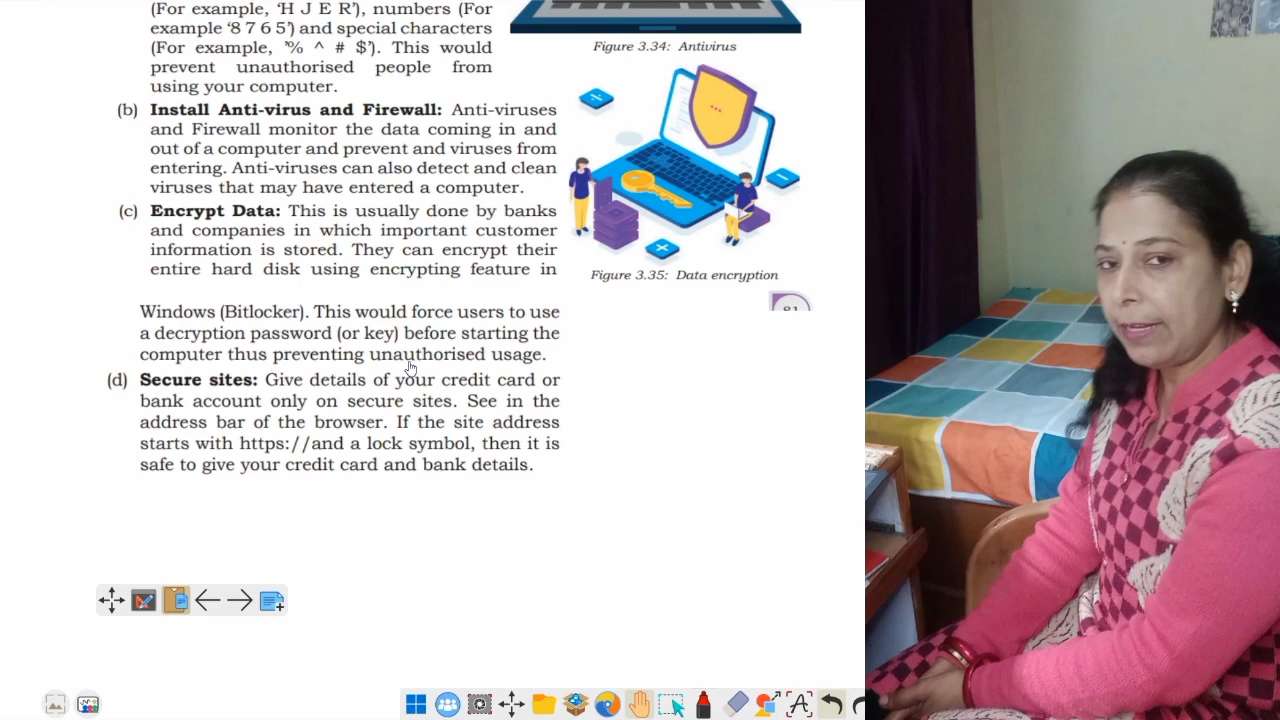 (For example, 'H J E R'), numbers (For
example '8 7 6 5') and special characters
(For example, '% ^ # $'). This would
prevent unauthorised people from
using your computer.
Figure 3.34: Antivirus
(b) Install Anti-virus and Firewall: Anti-viruses
and Firewall monitor the data coming in and
out of a computer and prevent and viruses from
entering. Anti-viruses can also detect and clean
viruses that may have entered a computer.
(c) Encrypt Data: This is usually done by banks
and companies in which important customer
information is stored. They can encrypt their
entire hard disk using encrypting feature in
Figure 3.35: Data encryption
81
Windows (Bitlocker). This would force users to use
a decryption password (or key) before starting the
computer thus preventing unauthorised usage.
(d) Secure sites: Give details of your credit card or
bank account only on secure sites. See in the
address bar of the browser. If the site address
starts with https://and a lock symbol, then it is
safe to give your credit card and bank details.